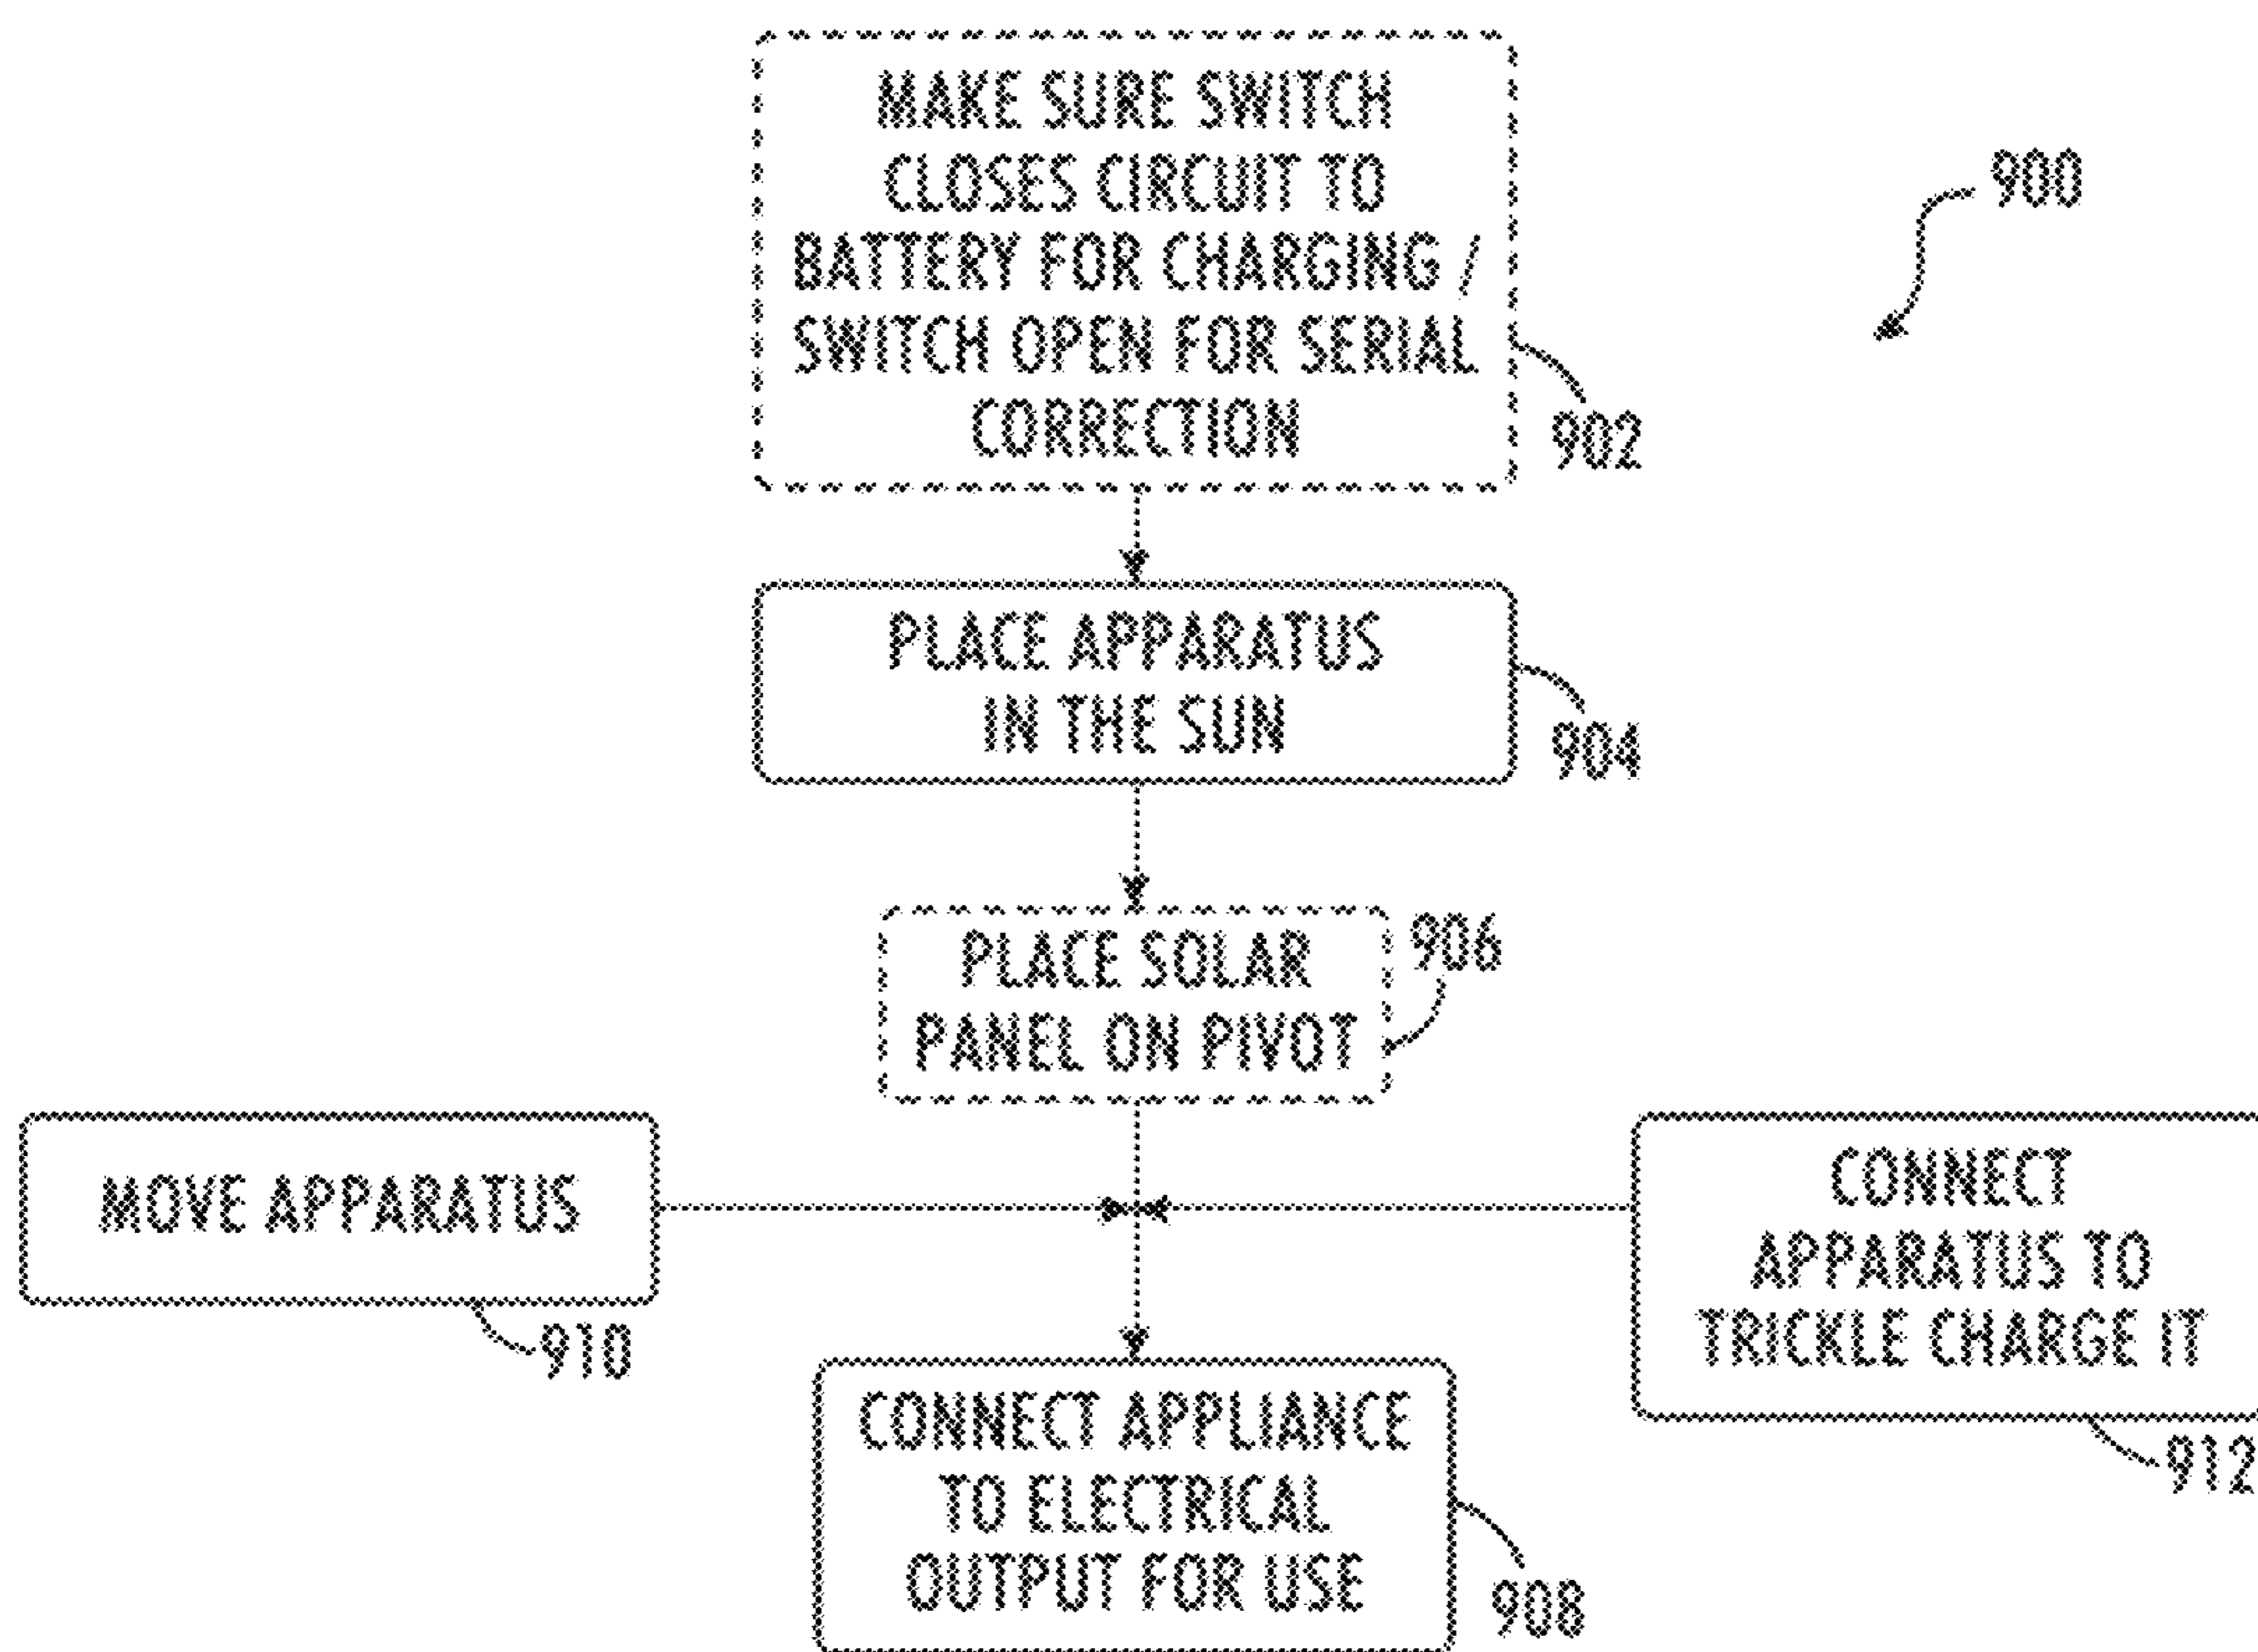 MAKE SURE SWITCH
CLOSES CIRCUIT TO
BATTERY FOR CHARGING /
SWITCH OPEN FOR SERIAL
CORRECTION
900
902
PLACE APPARATUS
IN THE SUN
904
PLACE SOLAR
PANEL ON PIVOT
906
MOVE APPARATUS
910
CONNECT
APPARATUS TO
TRICKLE CHARGE IT
912
CONNECT APPLIANCE
TO ELECTRICAL
OUTPUT FOR USE
908